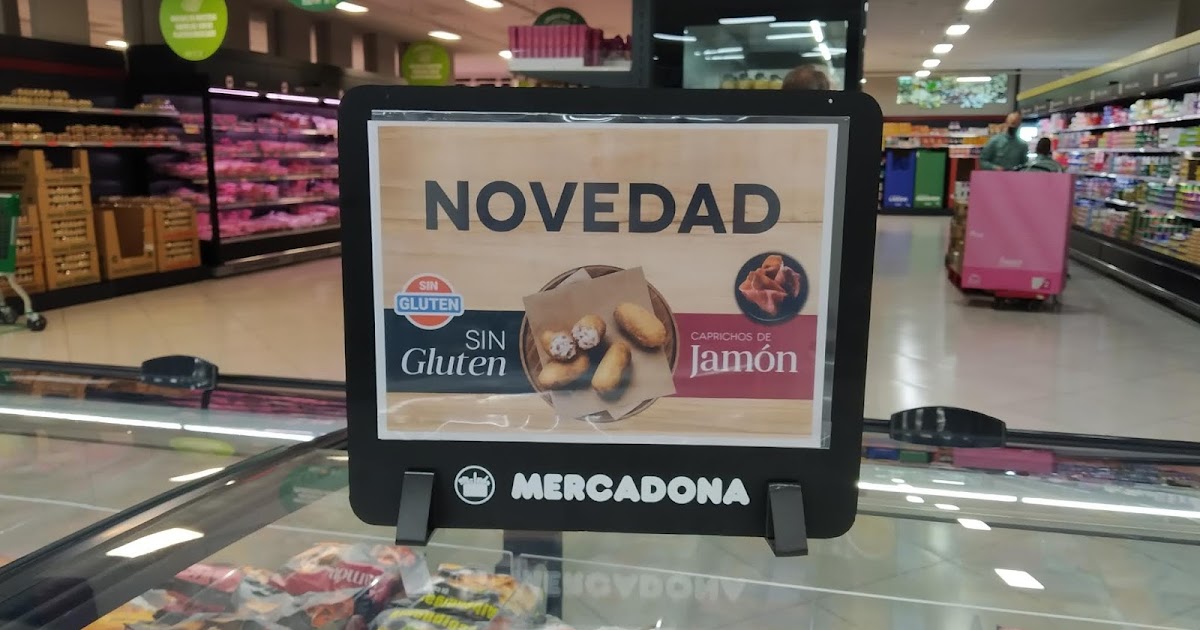 NOVEDAD
SIN
GLUTEN
SIN
Gluten
CAPRICHOS DE
Jamón
MERCADONA